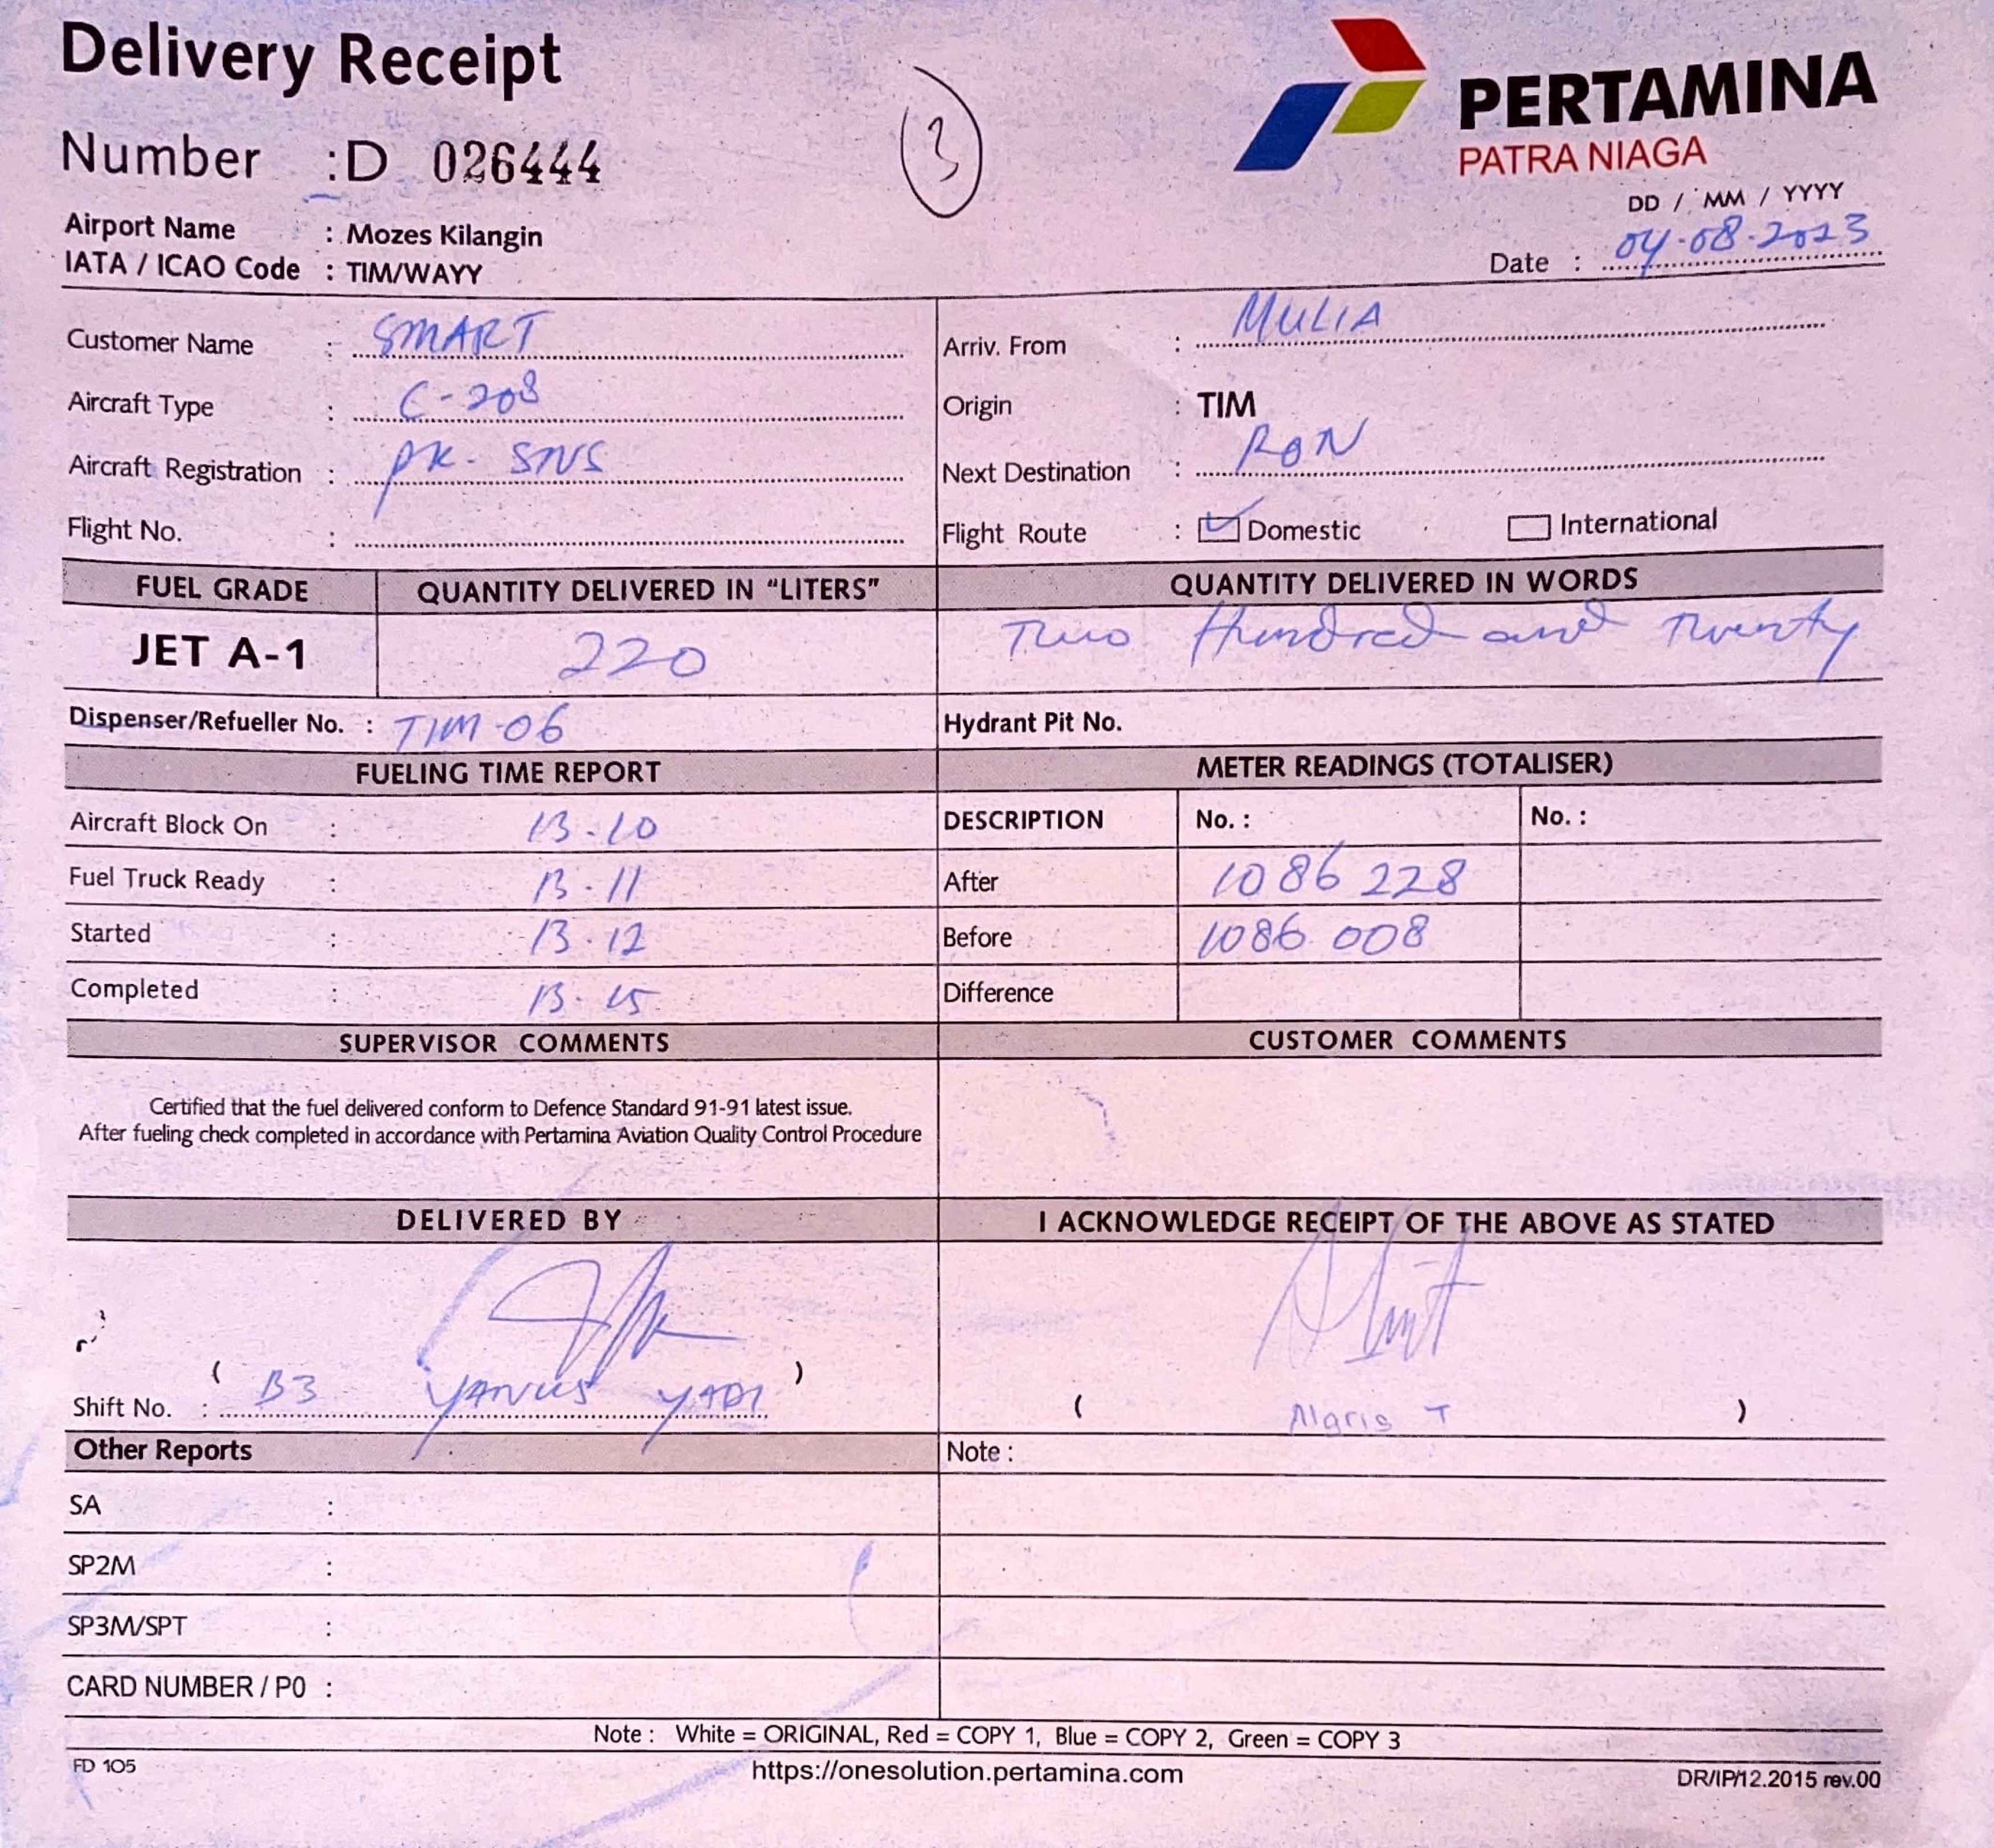 Delivery Receipt
Number : D 026444
3
PERTAMINA
PATRA NIAGA
Airport Name : Mozes Kilangin
IATA / ICAO Code : TIM/WAYY
DD / MM / YYYY
Date : 04-08-2023
Customer Name : SMART
Arriv. From : MULIA
Aircraft Type : C-208
Origin : TIM
Aircraft Registration : PK-SNS
Next Destination : RON
Flight No. :
Flight Route : Domestic International
FUEL GRADE QUANTITY DELIVERED IN "LITERS" QUANTITY DELIVERED IN WORDS
JET A-1 220 Two Hundred and Twenty
Dispenser/Refueller No. : TIM-06 Hydrant Pit No.
FUELING TIME REPORT METER READINGS (TOTALISER)
Aircraft Block On : 13-10 DESCRIPTION No. : No. :
Fuel Truck Ready : 13-11 After 1086 228
Started : 13-12 Before 1086 008
Completed : 13-15 Difference
SUPERVISOR COMMENTS CUSTOMER COMMENTS
Certified that the fuel delivered conform to Defence Standard 91-91 latest issue.
After fueling check completed in accordance with Pertamina Aviation Quality Control Procedure
DELIVERED BY I ACKNOWLEDGE RECEIPT OF THE ABOVE AS STATED
( )
Shift No. : B3 YANUS YADI ( T )
Other Reports Note :
SA :
SP2M :
SP3M/SPT :
CARD NUMBER / P0 :
Note : White = ORIGINAL, Red = COPY 1, Blue = COPY 2, Green = COPY 3
FD 105 https://onesolution.pertamina.com DR/IP/12.2015 rev.00